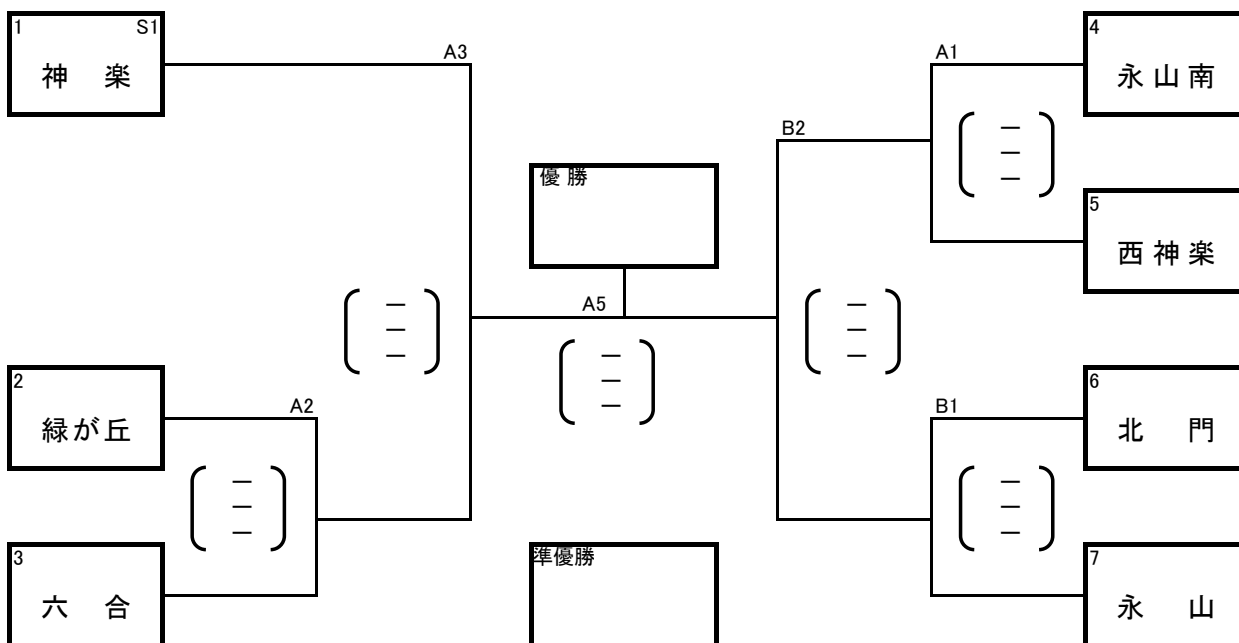 1 S1
神 楽
A3
A1
4
永山南
B2
優勝
5
西神楽
( — — — )
( — — — )
( — — — )
A5
( — — — )
2
緑が丘
A2
B1
6
北 門
( — — — )
( — — — )
3
六 合
準優勝
7
永 山